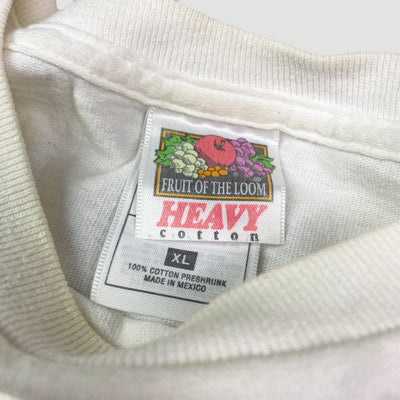 FRUIT OF THE LOOM
®
HEAVY
cotton
XL
100% COTTON PRESHRUNK
MADE IN MEXICO